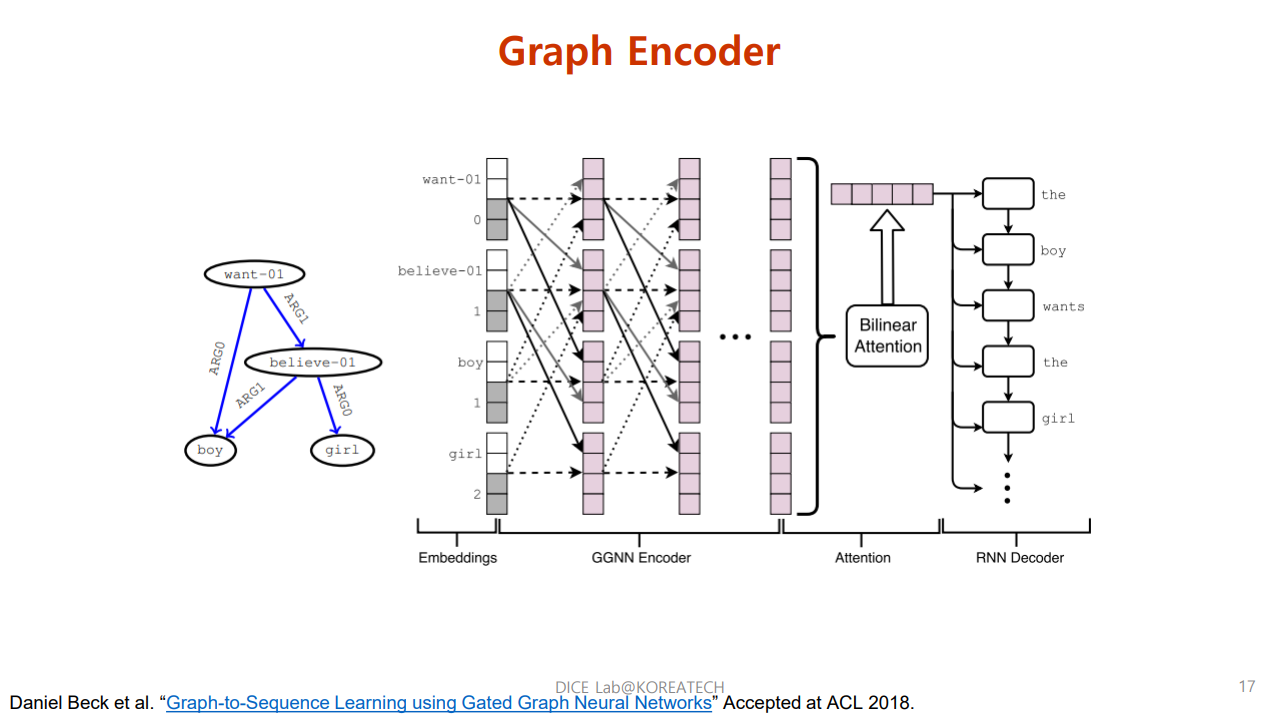 Graph Encoder
want-01
ARG1
ARG0
believe-01
ARG1
ARG0
boy
girl
want-01
0
believe-01
1
boy
1
girl
2
...
Bilinear
Attention
the
boy
wants
the
girl
Embeddings
GGNN Encoder
Attention
RNN Decoder
DICE Lab@KOREATECH
17
Daniel Beck et al. “Graph-to-Sequence Learning using Gated Graph Neural Networks” Accepted at ACL 2018.